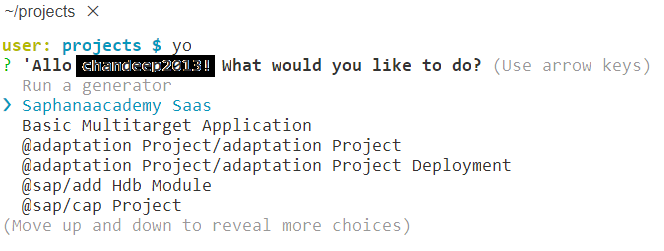 ~/projects ×
user: projects $ yo
? 'Allo What would you like to do? (Use arrow keys)
Run a generator
❯ Saphanaacademy Saas
Basic Multitarget Application
@adaptation Project/adaptation Project
@adaptation Project/adaptation Project Deployment
@sap/add Hdb Module
@sap/cap Project
(Move up and down to reveal more choices)